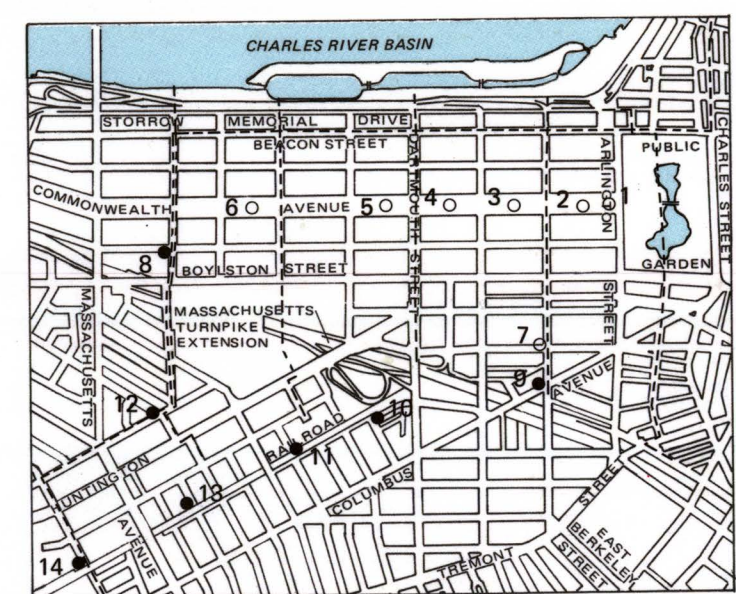 CHARLES RIVER BASIN
STORROW MEMORIAL DRIVE
BEACON STREET
PUBLIC
GARDEN
CHARLES STREET
ARLINGTON
STREET
DARTMOUTH STREET
COMMONWEALTH AVENUE
6
5
4
3
2
1
8
BOYLSTON STREET
MASSACHUSETTS
TURNPIKE
EXTENSION
MASSACHUSETTS
AVENUE
7
9
AVENUE
12
10
11
RAILROAD
HUNTINGTON
13
COLUMBUS
14
TREMONT
STREET
EAST
BERKELEY
STREET